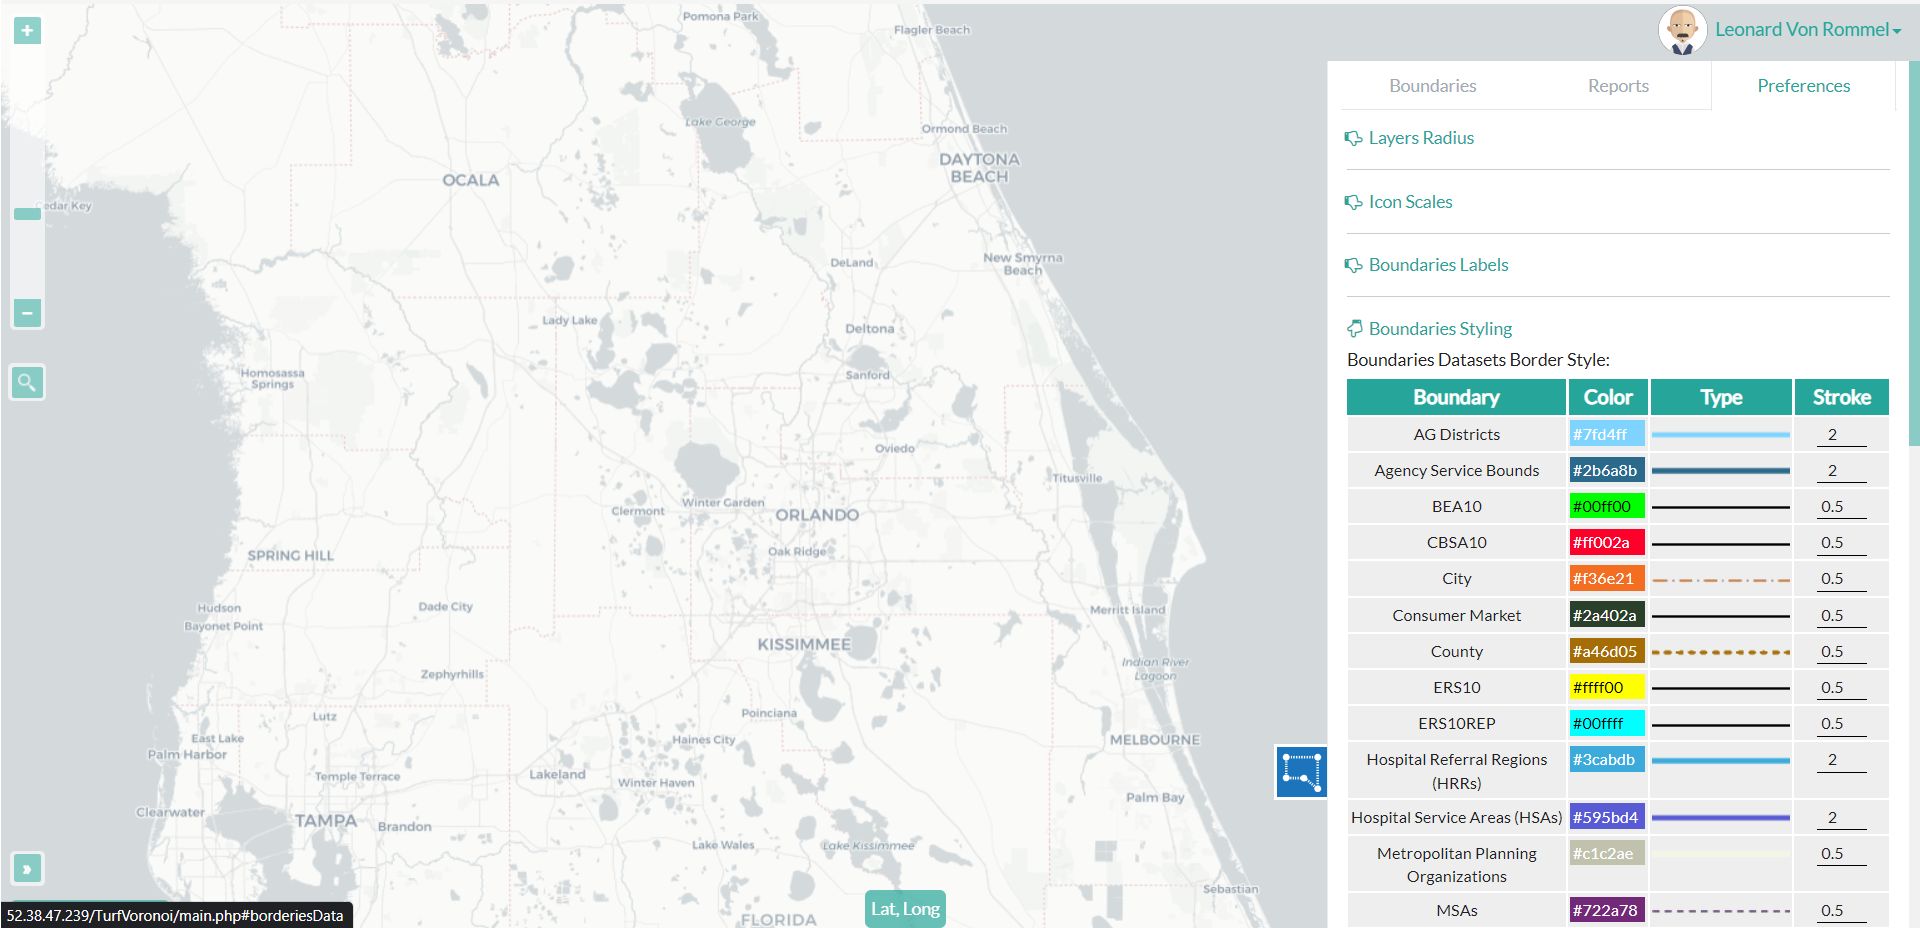 +
Leonard Von Rommel
Boundaries Reports Preferences
Layers Radius
Icon Scales
Boundaries Labels
Boundaries Styling
Boundaries Datasets Border Style:
Boundary Color Type Stroke
AG Districts #7fd4ff 2
Agency Service Bounds #2b6a8b 2
BEA10 #00ff00 0.5
CBSA10 #ff002a 0.5
City #f36e21 0.5
Consumer Market #2a402a 0.5
County #a46d05 0.5
ERS10 #ffff00 0.5
ERS10REP #00ffff 0.5
Hospital Referral Regions
(HRRs) #3cabdb 2
Hospital Service Areas (HSAs) #595bd4 2
Metropolitan Planning
Organizations #c1c2ae 0.5
MSAs #722a78 0.5
Pomona Park
Flagler Beach
Lake George
Ormond Beach
DAYTONA
BEACH
OCALA
Cedar Key
DeLand
New Smyrna
Beach
Lady Lake
Deltona
Homosassa
Springs
Sanford
Oviedo
Titusville
Winter Garden
Clermont
ORLANDO
Oak Ridge
SPRING HILL
Hudson
Bayonet Point
Dade City
Merritt Island
KISSIMMEE
Zephyrhills
Indian River
Lagoon
Lutz
Poinciana
East Lake
Palm Harbor
Haines City
MELBOURNE
Temple Terrace
Lakeland
Winter Haven
Palm Bay
Clearwater
TAMPA
Brandon
Lake Wales
Lake Kissimmee
Sebastian
FLORIDA
−
»
Lat, Long
52.38.47.239/TurfVoronoi/main.php#borderiesData